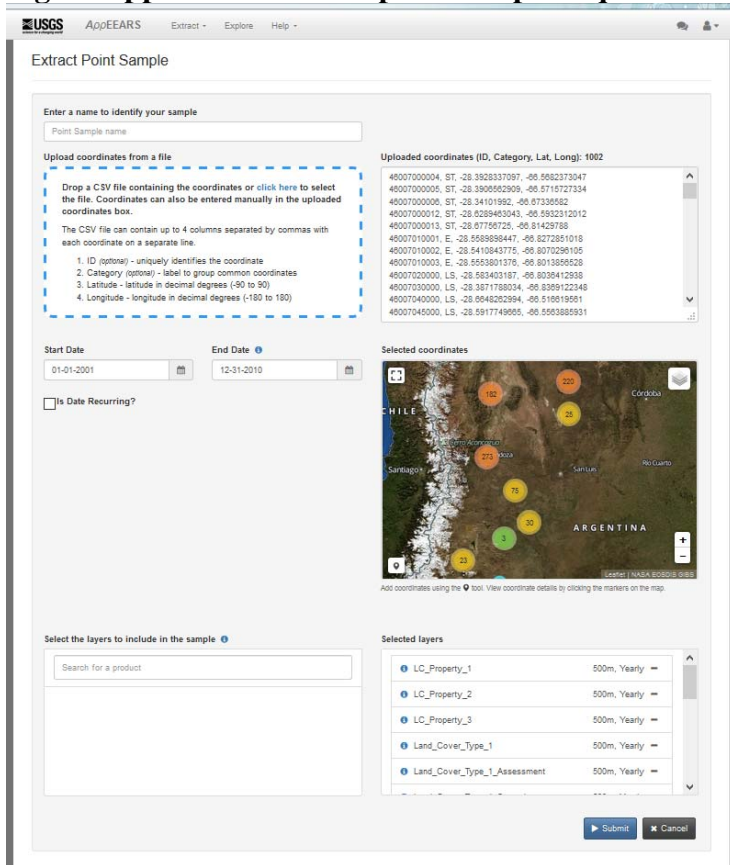 USGS
science for a changing world
AppEEARS
Extract
Explore
Help
Extract Point Sample
Enter a name to identify your sample
Point Sample name
Upload coordinates from a file
Drop a CSV file containing the coordinates or click here to select
the file. Coordinates can also be entered manually in the uploaded
coordinates box.
The CSV file can contain up to 4 columns separated by commas with
each coordinate on a separate line.
1. ID (optional) - uniquely identifies the coordinate
2. Category (optional) - label to group common coordinates
3. Latitude - latitude in decimal degrees (-90 to 90)
4. Longitude - longitude in decimal degrees (-180 to 180)
Uploaded coordinates (ID, Category, Lat, Long): 1002
46007000004, ST, -28.3928337097, -66.5682373047
46007000005, ST, -28.3906562909, -66.5715727334
46007000006, ST, -28.34101992, -66.67336582
46007000012, ST, -28.6289463043, -66.5932312012
46007000013, ST, -28.67756725, -66.81429788
46007010001, E, -28.5589898447, -66.8272851018
46007010002, E, -28.5410843775, -66.8070296105
46007010003, E, -28.5553801376, -66.8013856528
46007020000, LS, -28.583403187, -66.8036412938
46007030000, LS, -28.3871788034, -66.8369122348
46007040000, LS, -28.6648262994, -66.516619561
46007045000, LS, -28.5917749665, -66.5563885931
Start Date
End Date
01-01-2001
12-31-2010
Is Date Recurring?
Selected coordinates
182
220
Córdoba
25
CHILE
273
Santiago
San Luis
Río Cuarto
75
30
ARGENTINA
3
23
Leaflet | NASA EOSDIS GIBS
Add coordinates using the tool. View coordinate details by clicking the markers on the map.
Select the layers to include in the sample
Search for a product
Selected layers
LC_Property_1 500m, Yearly
LC_Property_2 500m, Yearly
LC_Property_3 500m, Yearly
Land_Cover_Type_1 500m, Yearly
Land_Cover_Type_1_Assessment 500m, Yearly
Submit
Cancel